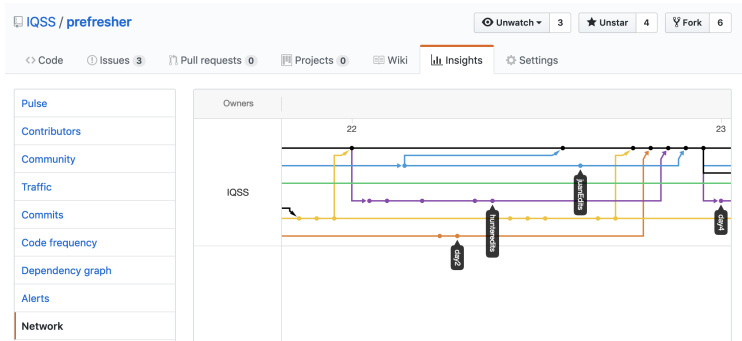 IQSS / prefresher
Unwatch 3
Unstar 4
Fork 6
Code
Issues 3
Pull requests 0
Projects 0
Wiki
Insights
Settings
Pulse
Contributors
Community
Traffic
Commits
Code frequency
Dependency graph
Alerts
Network
Owners
22
23
IQSS
juanEdits
hunteredits
day4
day2